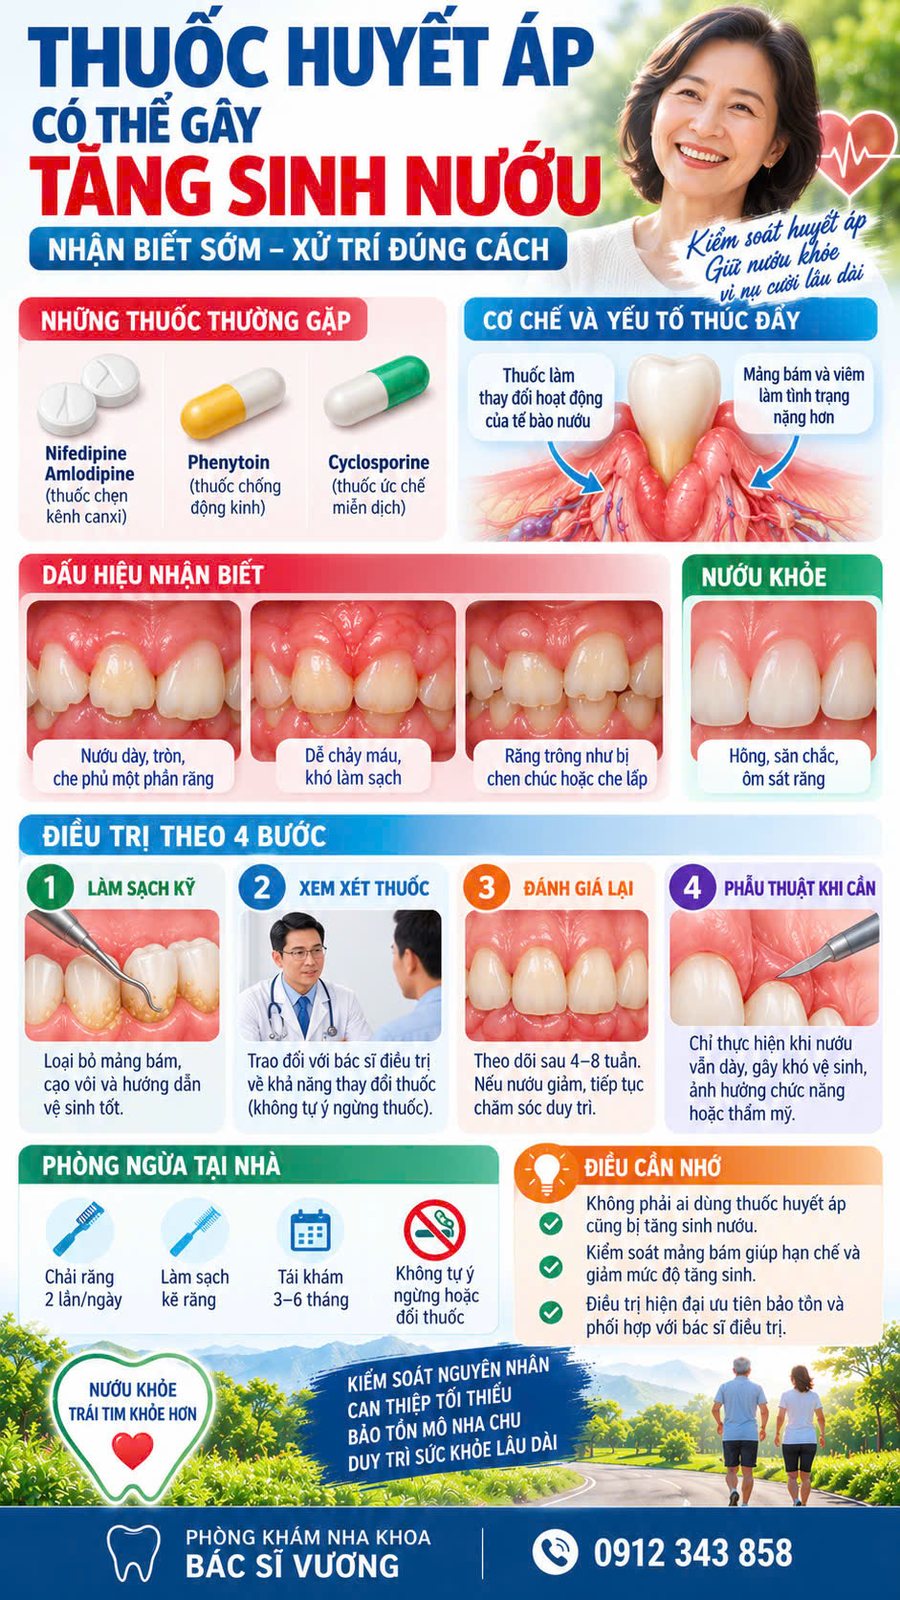 THUỐC HUYẾT ÁP
CÓ THỂ GÂY
TĂNG SINH NƯỚU
NHẬN BIẾT SỚM – XỬ TRÍ ĐÚNG CÁCH
Kiểm soát huyết áp
Giữ nướu khỏe
vì nụ cười lâu dài
NHỮNG THUỐC THƯỜNG GẶP
Nifedipine
Amlodipine
(thuốc chẹn
kênh canxi)
Phenytoin
(thuốc chống
động kinh)
Cyclosporine
(thuốc ức chế
miễn dịch)
CƠ CHẾ VÀ YẾU TỐ THÚC ĐẨY
Thuốc làm
thay đổi hoạt động
của tế bào nướu
Mảng bám và viêm
làm tình trạng
nặng hơn
DẤU HIỆU NHẬN BIẾT
Nướu dày, tròn,
che phủ một phần răng
Dễ chảy máu,
khó làm sạch
Răng trông như bị
chen chúc hoặc che lấp
NƯỚU KHỎE
Hồng, săn chắc,
ôm sát răng
ĐIỀU TRỊ THEO 4 BƯỚC
1 LÀM SẠCH KỸ
Loại bỏ mảng bám,
cạo vôi và hướng dẫn
vệ sinh tốt.
2 XEM XÉT THUỐC
Trao đổi với bác sĩ điều trị
về khả năng thay đổi thuốc
(không tự ý ngừng thuốc).
3 ĐÁNH GIÁ LẠI
Theo dõi sau 4–8 tuần.
Nếu nướu giảm, tiếp tục
chăm sóc duy trì.
4 PHẪU THUẬT KHI CẦN
Chỉ thực hiện khi nướu
vẫn dày, gây khó vệ sinh,
ảnh hưởng chức năng
hoặc thẩm mỹ.
PHÒNG NGỪA TẠI NHÀ
Chải răng
2 lần/ngày
Làm sạch
kẽ răng
Tái khám
3–6 tháng
Không tự ý
ngừng hoặc
đổi thuốc
ĐIỀU CẦN NHỚ
Không phải ai dùng thuốc huyết áp
cũng bị tăng sinh nướu.
Kiểm soát mảng bám giúp hạn chế và
giảm mức độ tăng sinh.
Điều trị hiện đại ưu tiên bảo tồn và
phối hợp với bác sĩ điều trị.
NƯỚU KHỎE
TRÁI TIM KHỎE HƠN
KIỂM SOÁT NGUYÊN NHÂN
CAN THIỆP TỐI THIỂU
BẢO TỒN MÔ NHA CHU
DUY TRÌ SỨC KHỎE LÂU DÀI
PHÒNG KHÁM NHA KHOA
BÁC SĨ VƯƠNG
0912 343 858